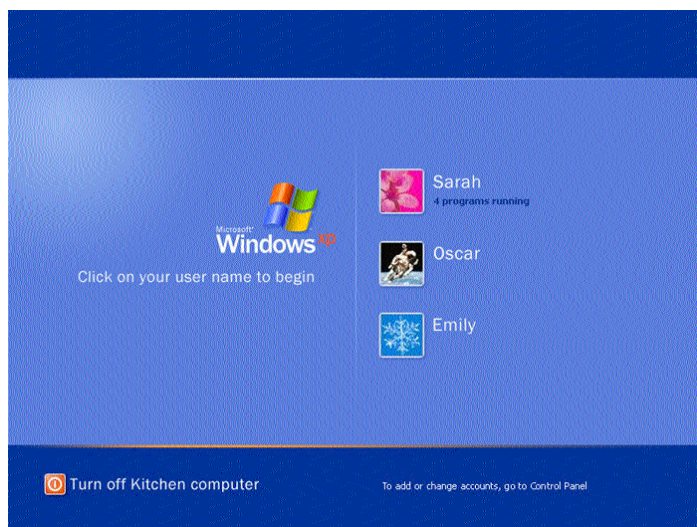 Microsoft®
Windows xp
Click on your user name to begin
Sarah
4 programs running
Oscar
Emily
Turn off Kitchen computer
To add or change accounts, go to Control Panel